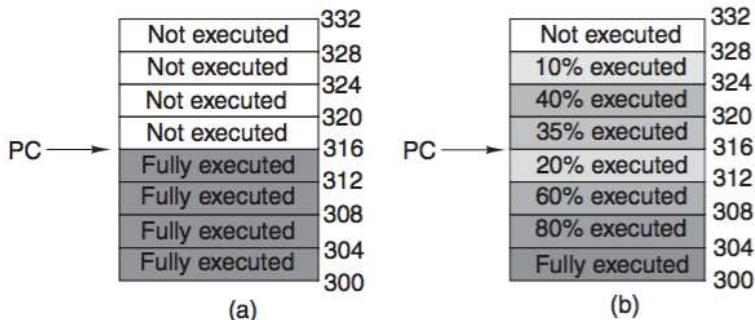 332
Not executed
328
Not executed
324
Not executed
320
Not executed
PC
316
Fully executed
312
Fully executed
308
Fully executed
304
Fully executed
300
(a)
332
Not executed
328
10% executed
324
40% executed
320
35% executed
PC
316
20% executed
312
60% executed
308
80% executed
304
Fully executed
300
(b)